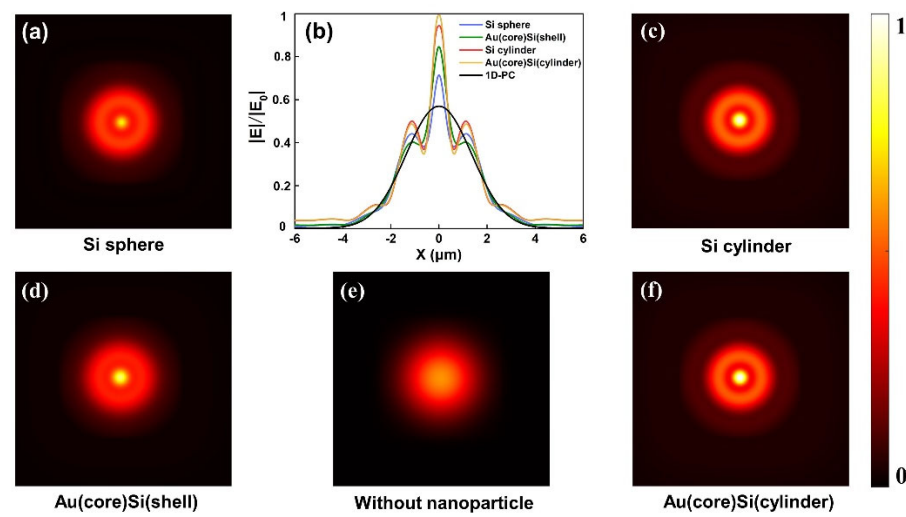 (a)
Si sphere
(b)
|E|/|E0|
1
0.8
0.6
0.4
0.2
0
-6 -4 -2 0 2 4 6
X (μm)
Si sphere
Au(core)Si(shell)
Si cylinder
Au(core)Si(cylinder)
1D-PC
(c)
Si cylinder
1
0
(d)
Au(core)Si(shell)
(e)
Without nanoparticle
(f)
Au(core)Si(cylinder)